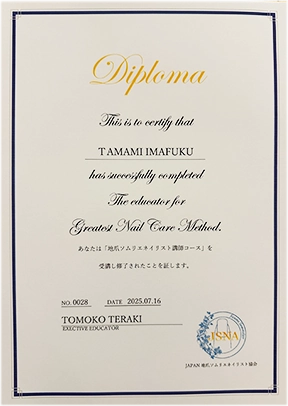 Diploma
This is to certify that
TAMAMI IMAFUKU
has successfully completed
The educator for
Greatest Nail Care Method.
あなたは「地爪ソムリエネイリスト講師コース」を
受講し修了されたことを証します。
NO. 0028 DATE 2025.07.16
TOMOKO TERAKI
EXECTIVE EDUCATOR
JSNA
JAPAN 地爪ソムリエネイリスト協会